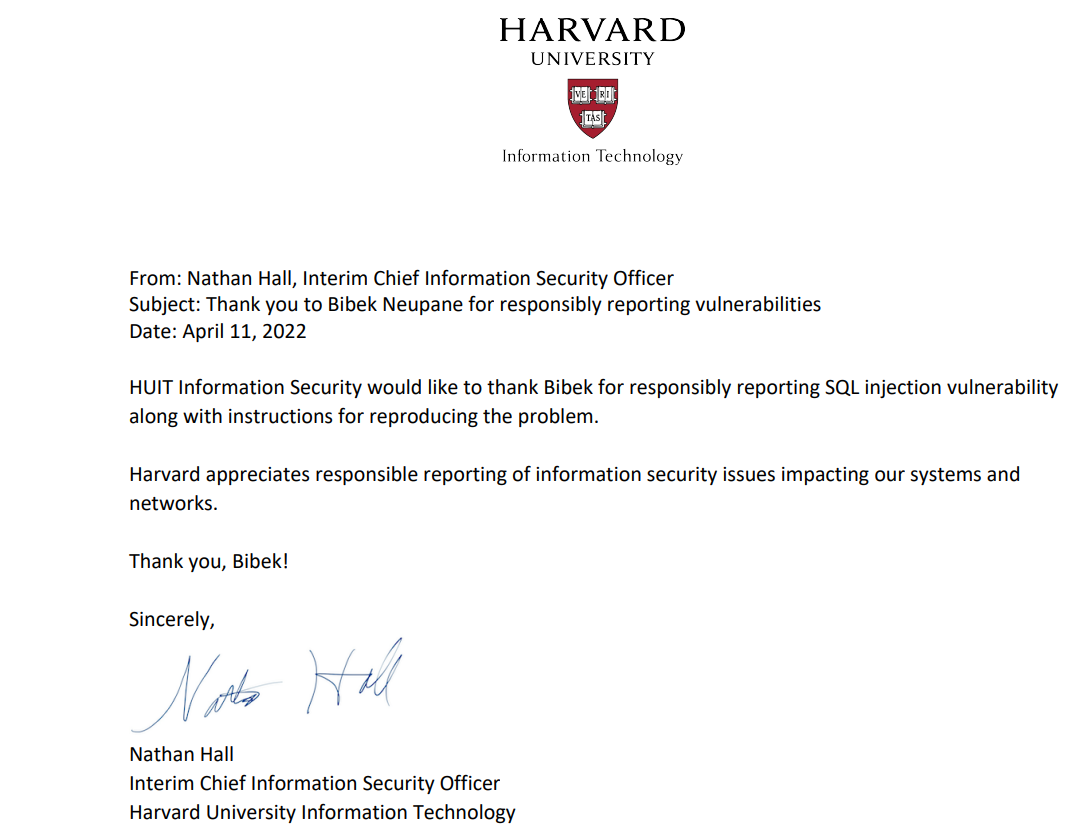 HARVARD
UNIVERSITY
VE RI
TAS
Information Technology
From: Nathan Hall, Interim Chief Information Security Officer
Subject: Thank you to Bibek Neupane for responsibly reporting vulnerabilities
Date: April 11, 2022
HUIT Information Security would like to thank Bibek for responsibly reporting SQL injection vulnerability
along with instructions for reproducing the problem.
Harvard appreciates responsible reporting of information security issues impacting our systems and
networks.
Thank you, Bibek!
Sincerely,
Nathan Hall
Nathan Hall
Interim Chief Information Security Officer
Harvard University Information Technology